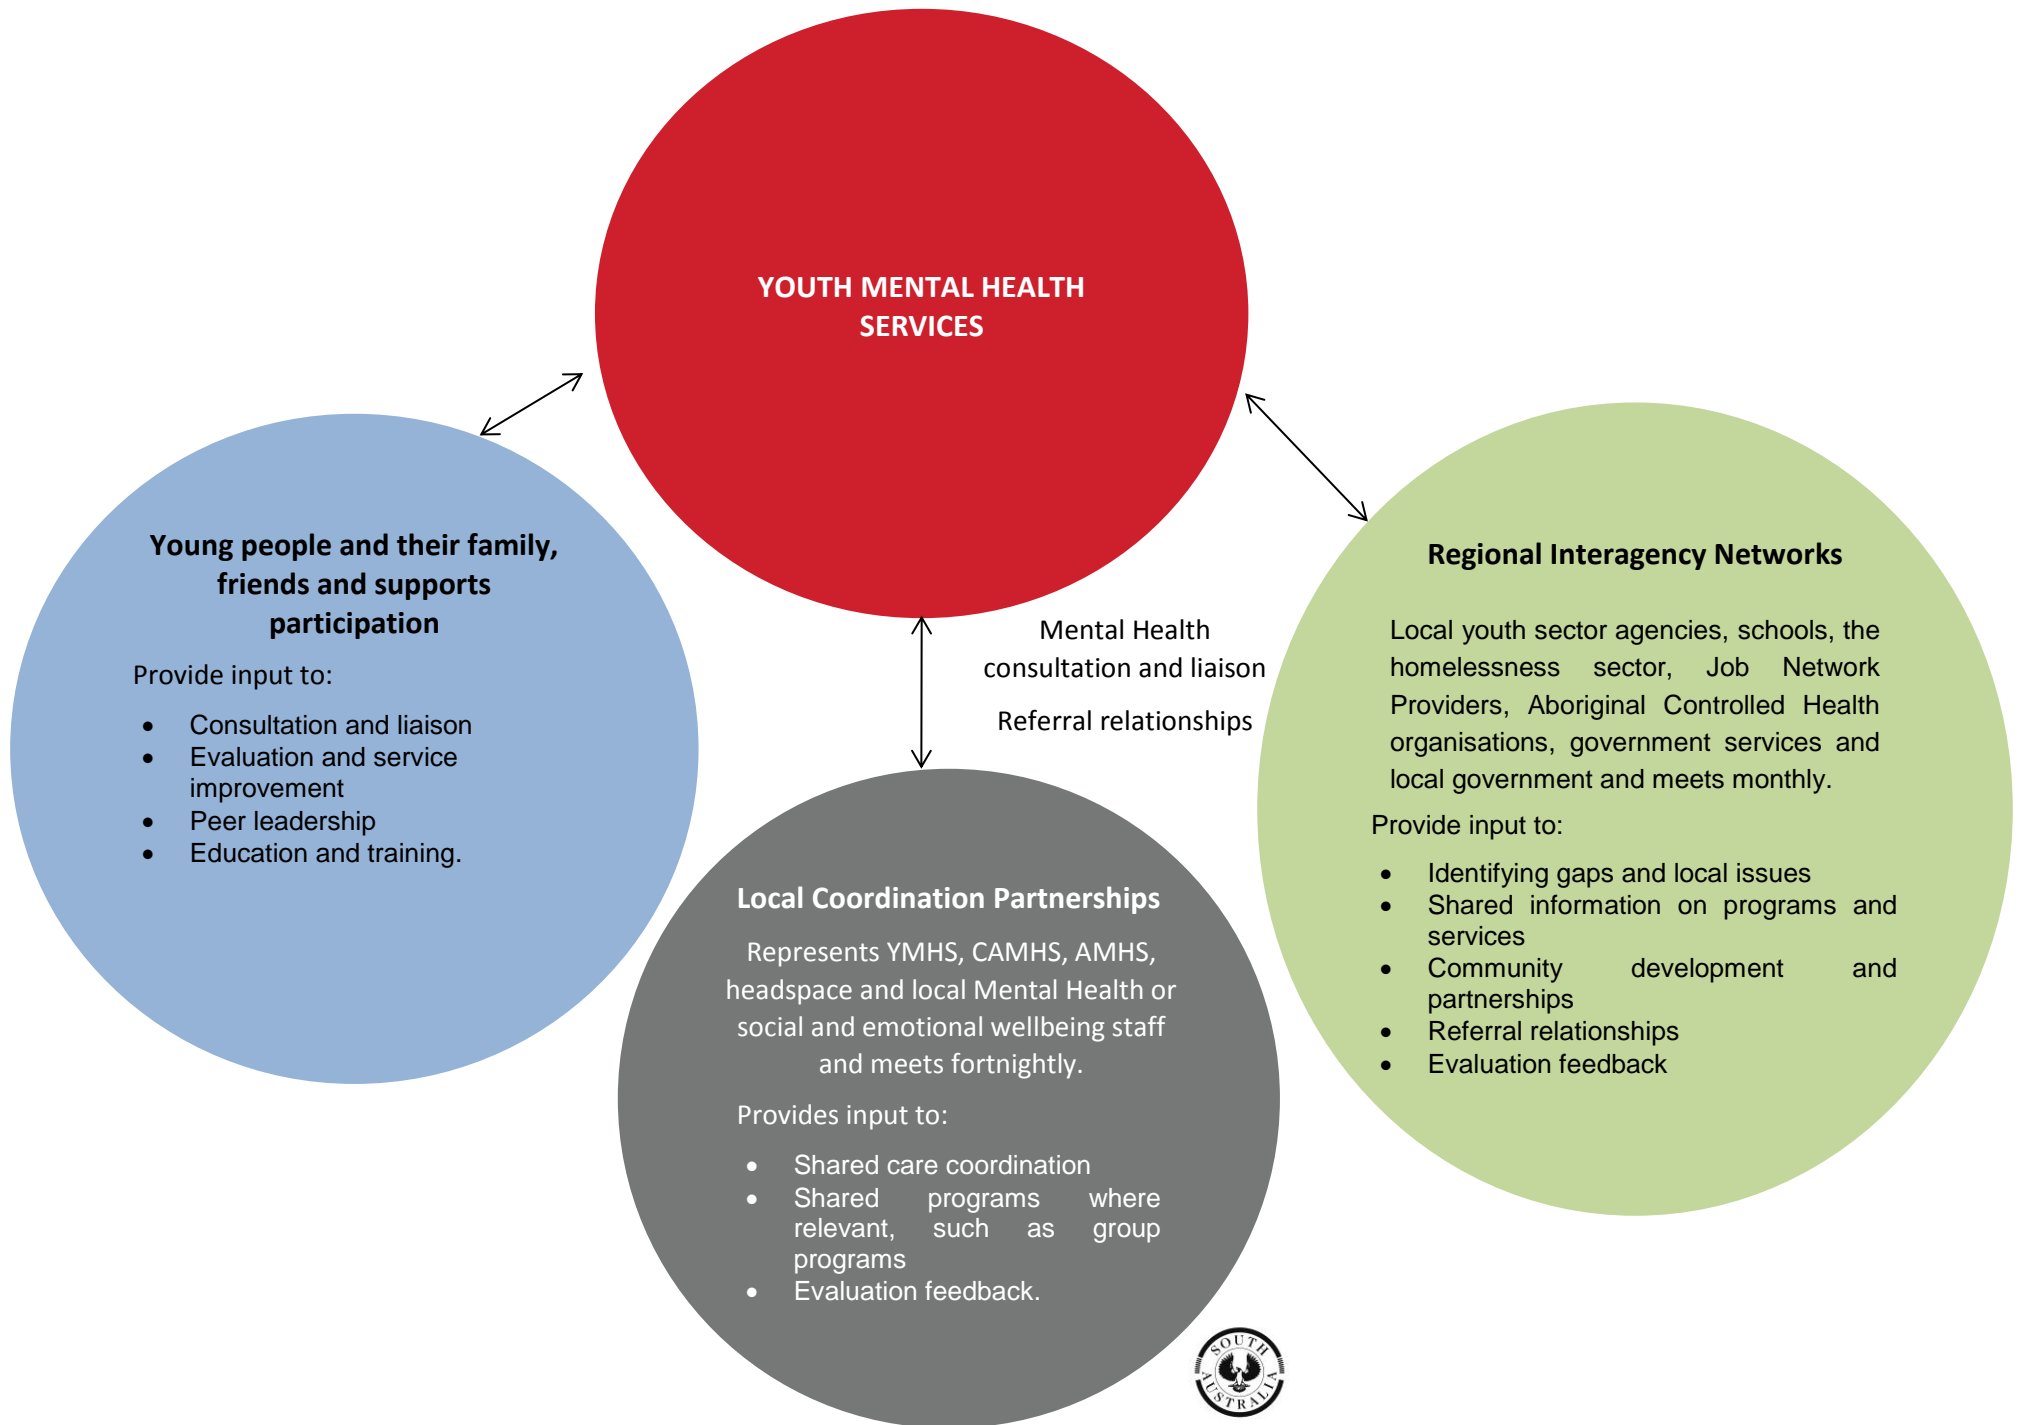 YOUTH MENTAL HEALTH
SERVICES
Young people and their family,
friends and supports
participation
Provide input to:
• Consultation and liaison
• Evaluation and service
improvement
• Peer leadership
• Education and training.
Mental Health
consultation and liaison
Referral relationships
Regional Interagency Networks
Local youth sector agencies, schools, the
homelessness sector, Job Network
Providers, Aboriginal Controlled Health
organisations, government services and
local government and meets monthly.
Provide input to:
• Identifying gaps and local issues
• Shared information on programs and
services
• Community development and
partnerships
• Referral relationships
• Evaluation feedback
Local Coordination Partnerships
Represents YMHS, CAMHS, AMHS,
headspace and local Mental Health or
social and emotional wellbeing staff
and meets fortnightly.
Provides input to:
• Shared care coordination
• Shared programs where
relevant, such as group
programs
• Evaluation feedback.
SOUTH
AUSTRALIA